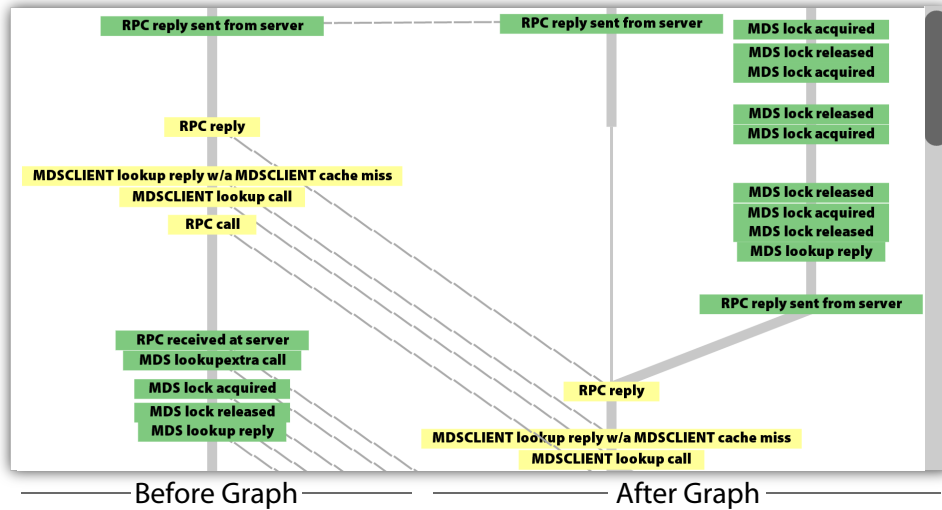 RPC reply sent from server
RPC reply
MDSCLIENT lookup reply w/a MDSCLIENT cache miss
MDSCLIENT lookup call
RPC call
RPC received at server
MDS lookupextra call
MDS lock acquired
MDS lock released
MDS lookup reply
RPC reply sent from server
RPC reply
MDSCLIENT lookup reply w/a MDSCLIENT cache miss
MDSCLIENT lookup call
MDS lock acquired
MDS lock released
MDS lock acquired
MDS lock released
MDS lock acquired
MDS lock released
MDS lock acquired
MDS lock released
MDS lookup reply
RPC reply sent from server
Before Graph
After Graph